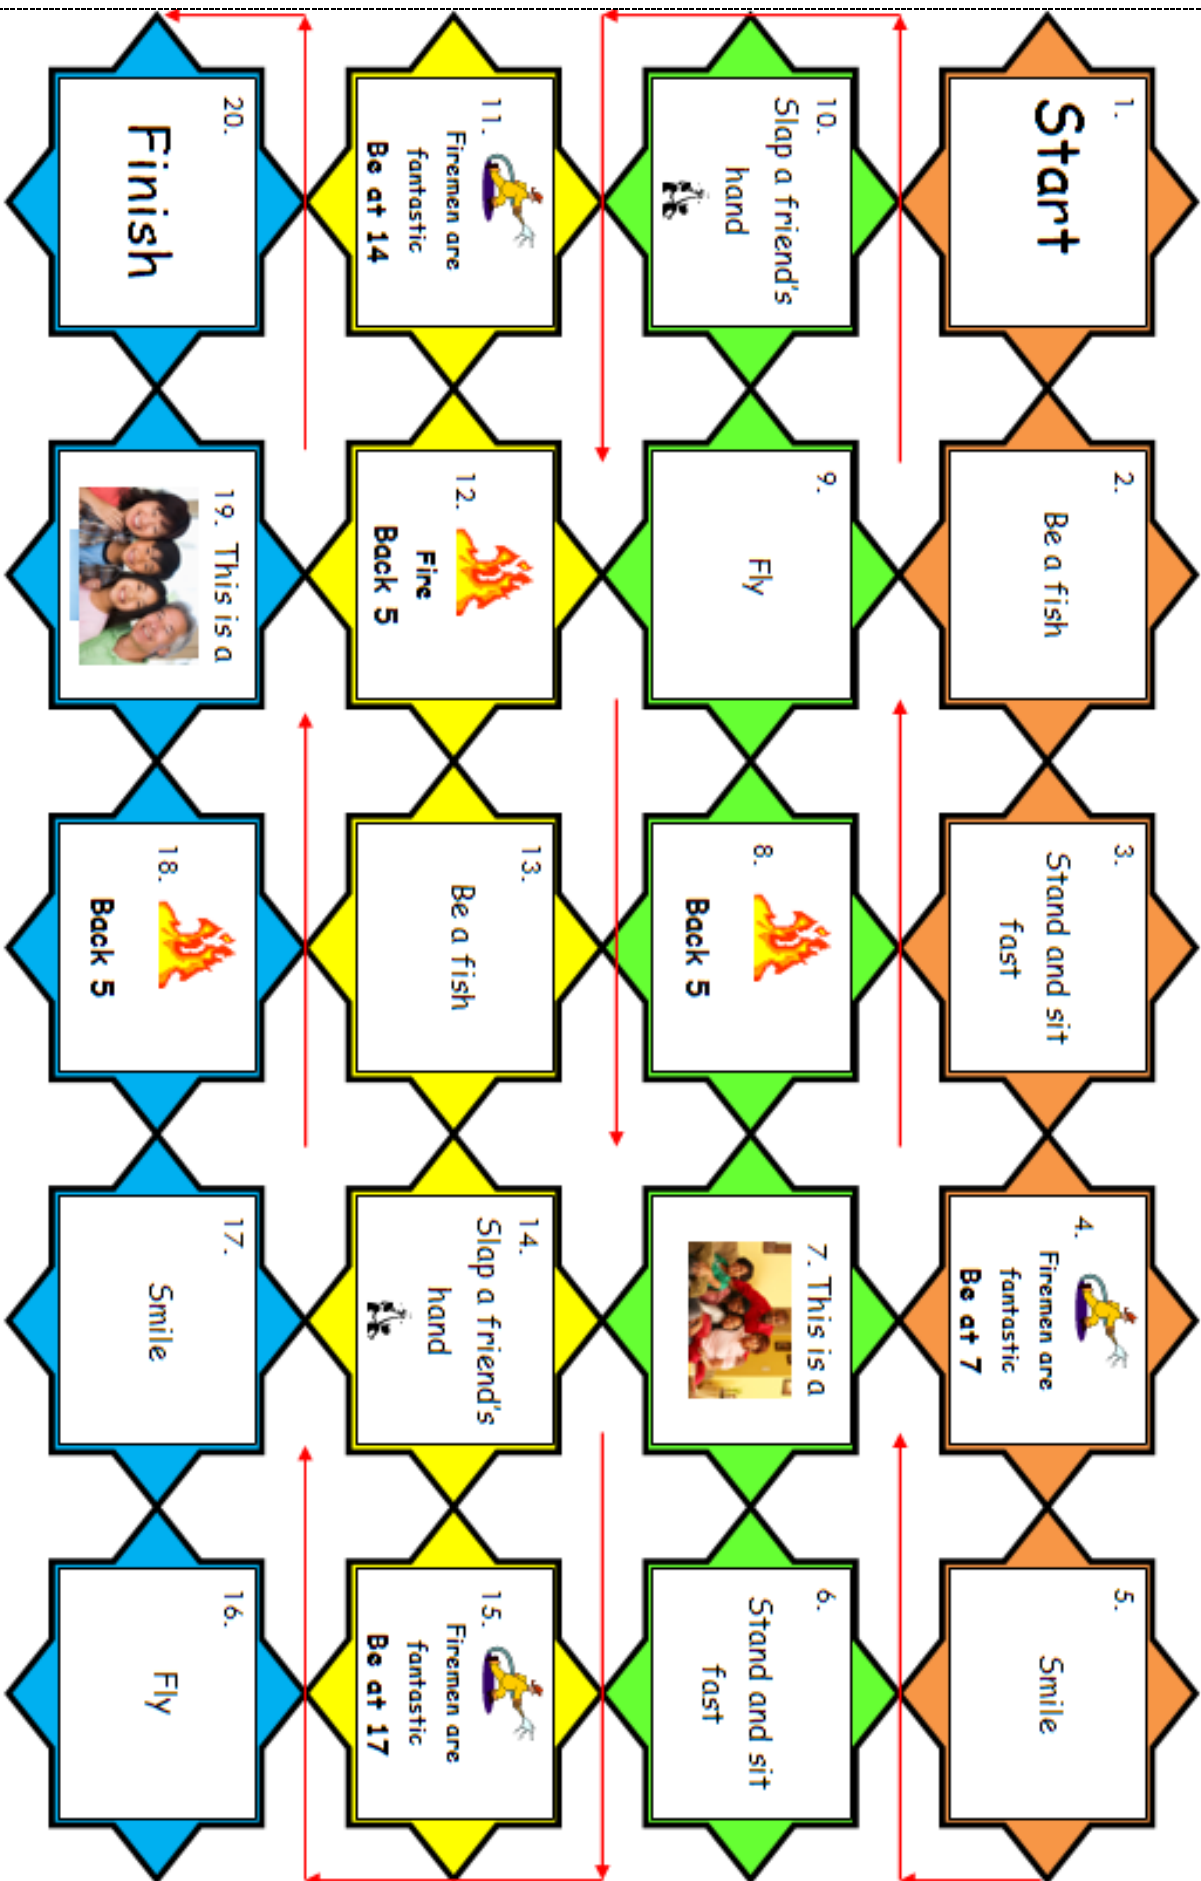 1.
Start
2.
Be a fish
3.
Stand and sit
fast
4.
Firemen are
fantastic
Be at 7
5.
Smile
6.
Stand and sit
fast
7. This is a
8.
Back 5
9.
Fly
10.
Slap a friend's
hand
11.
Firemen are
fantastic
Be at 14
12.
Fire
Back 5
13.
Be a fish
14.
Slap a friend's
hand
15.
Firemen are
fantastic
Be at 17
16.
Fly
17.
Smile
18.
Back 5
19. This is a
20.
Finish